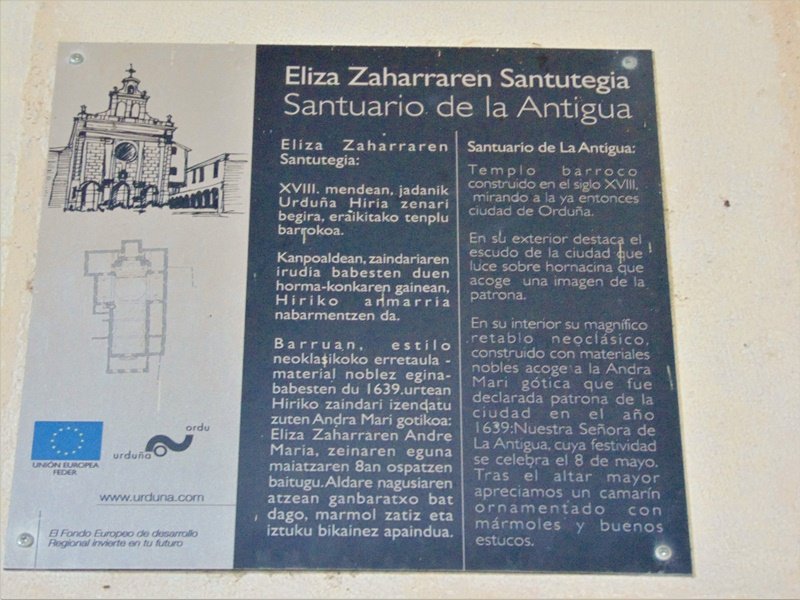 Eliza Zaharraren Santutegia
Santuario de la Antigua
Eliza Zaharraren
Santutegia:
XVIII. mendean, jadanik
Urduña Hiria zenari
begira, eraikitako tenplu
barrokoa.
Kanpoaldean, zaindariaren
irudia babesten duen
horma-konkaren gainean,
Hiriko armarria
nabarmentzen da.
Barruan, estilo
neoklasikoko erretaula -
material noblez egina-
babesten du 1639.urtean
Hiriko zaindari izendatu
zuten Andra Mari gotikoa:
Eliza Zaharraren Andre
Maria, zeinaren eguna
maiatzaren 8an ospatzen
baitugu. Aldare nagusiaren
atzean ganbaratxo bat
dago, marmol zatiz eta
iztuku bikainez apaindua.
Santuario de La Antigua:
Templo barroco
construido en el siglo XVIII,
mirando a la ya entonces
ciudad de Orduña.
En su exterior destaca el
escudo de la ciudad que
luce sobre hornacina que
acoge una imagen de la
patrona.
En su interior su magnífico
retablo neoclásico,
construido con materiales
nobles acoge a la Andra
Mari gótica que fue
declarada patrona de la
ciudad en el año
1639:Nuestra Señora de
La Antigua, cuya festividad
se celebra el 8 de mayo.
Tras el altar mayor
apreciamos un camarín
ornamentado con
mármoles y buenos
estucos.
UNIÓN EUROPEA
FEDER
urduña
ordu
www.urduna.com
El Fondo Europeo de desarrollo
Regional invierte en tu futuro